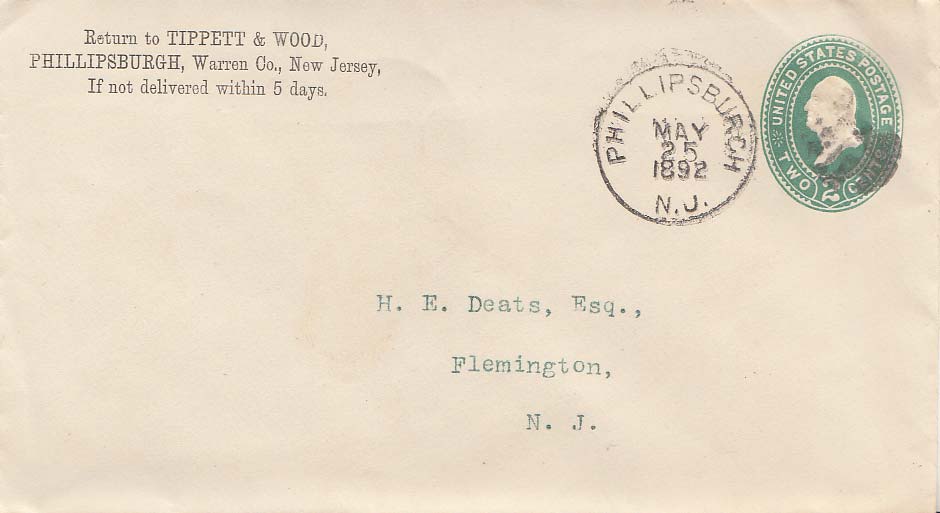 Return to TIPPETT & WOOD,
PHILLIPSBURGH, Warren Co., New Jersey,
If not delivered within 5 days.
PHILLIPSBURGH
MAY
25
1892
N.J.
UNITED STATES POSTAGE
TWO 2
H. E. Deats, Esq.,
Flemington,
N. J.